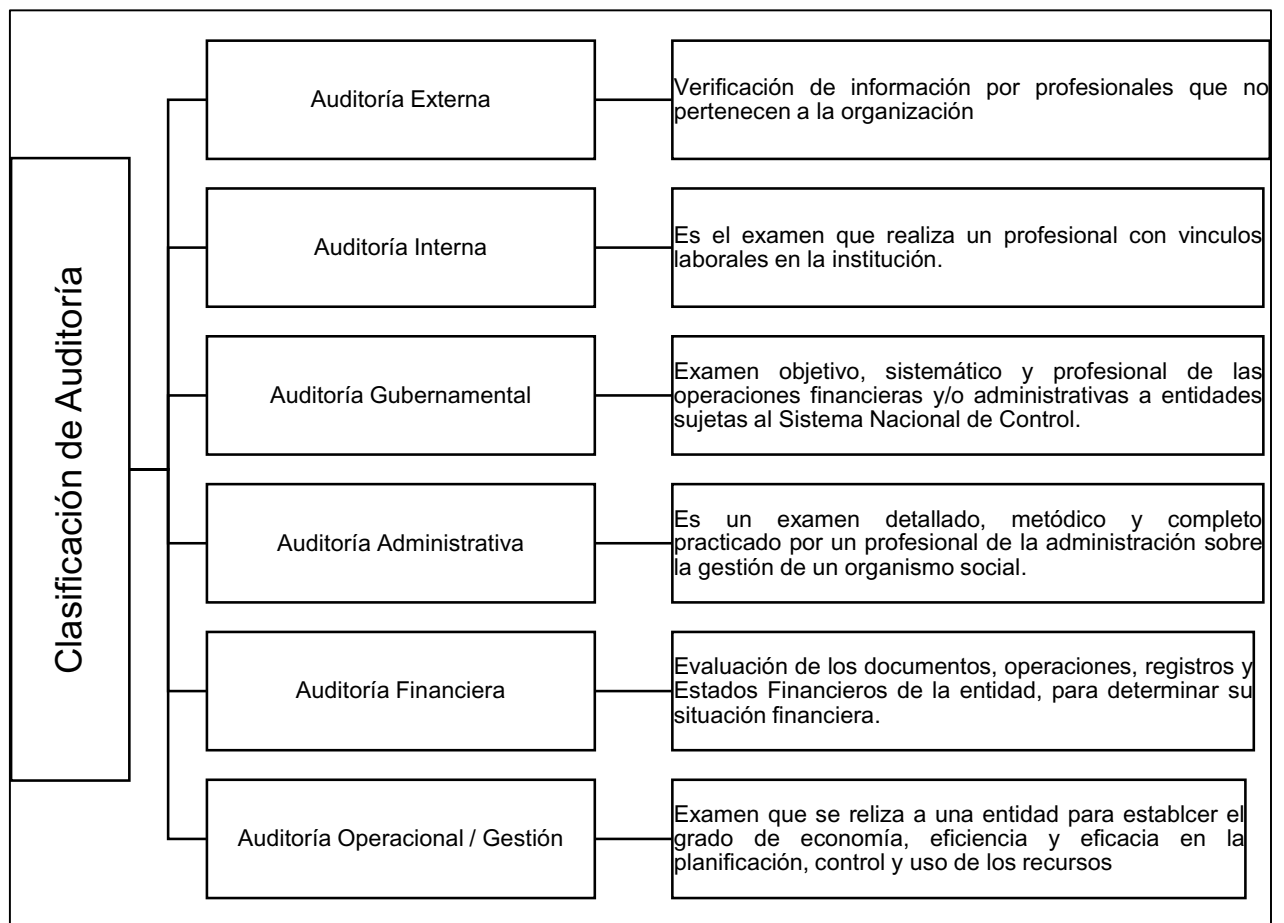 Clasificación de Auditoría
Auditoría Externa
Verificación de información por profesionales que no
pertenecen a la organización
Auditoría Interna
Es el examen que realiza un profesional con vinculos
laborales en la institución.
Auditoría Gubernamental
Examen objetivo, sistemático y profesional de las
operaciones financieras y/o administrativas a entidades
sujetas al Sistema Nacional de Control.
Auditoría Administrativa
Es un examen detallado, metódico y completo
practicado por un profesional de la administración sobre
la gestión de un organismo social.
Auditoría Financiera
Evaluación de los documentos, operaciones, registros y
Estados Financieros de la entidad, para determinar su
situación financiera.
Auditoría Operacional / Gestión
Examen que se reliza a una entidad para establcer el
grado de economía, eficiencia y eficacia en la
planificación, control y uso de los recursos